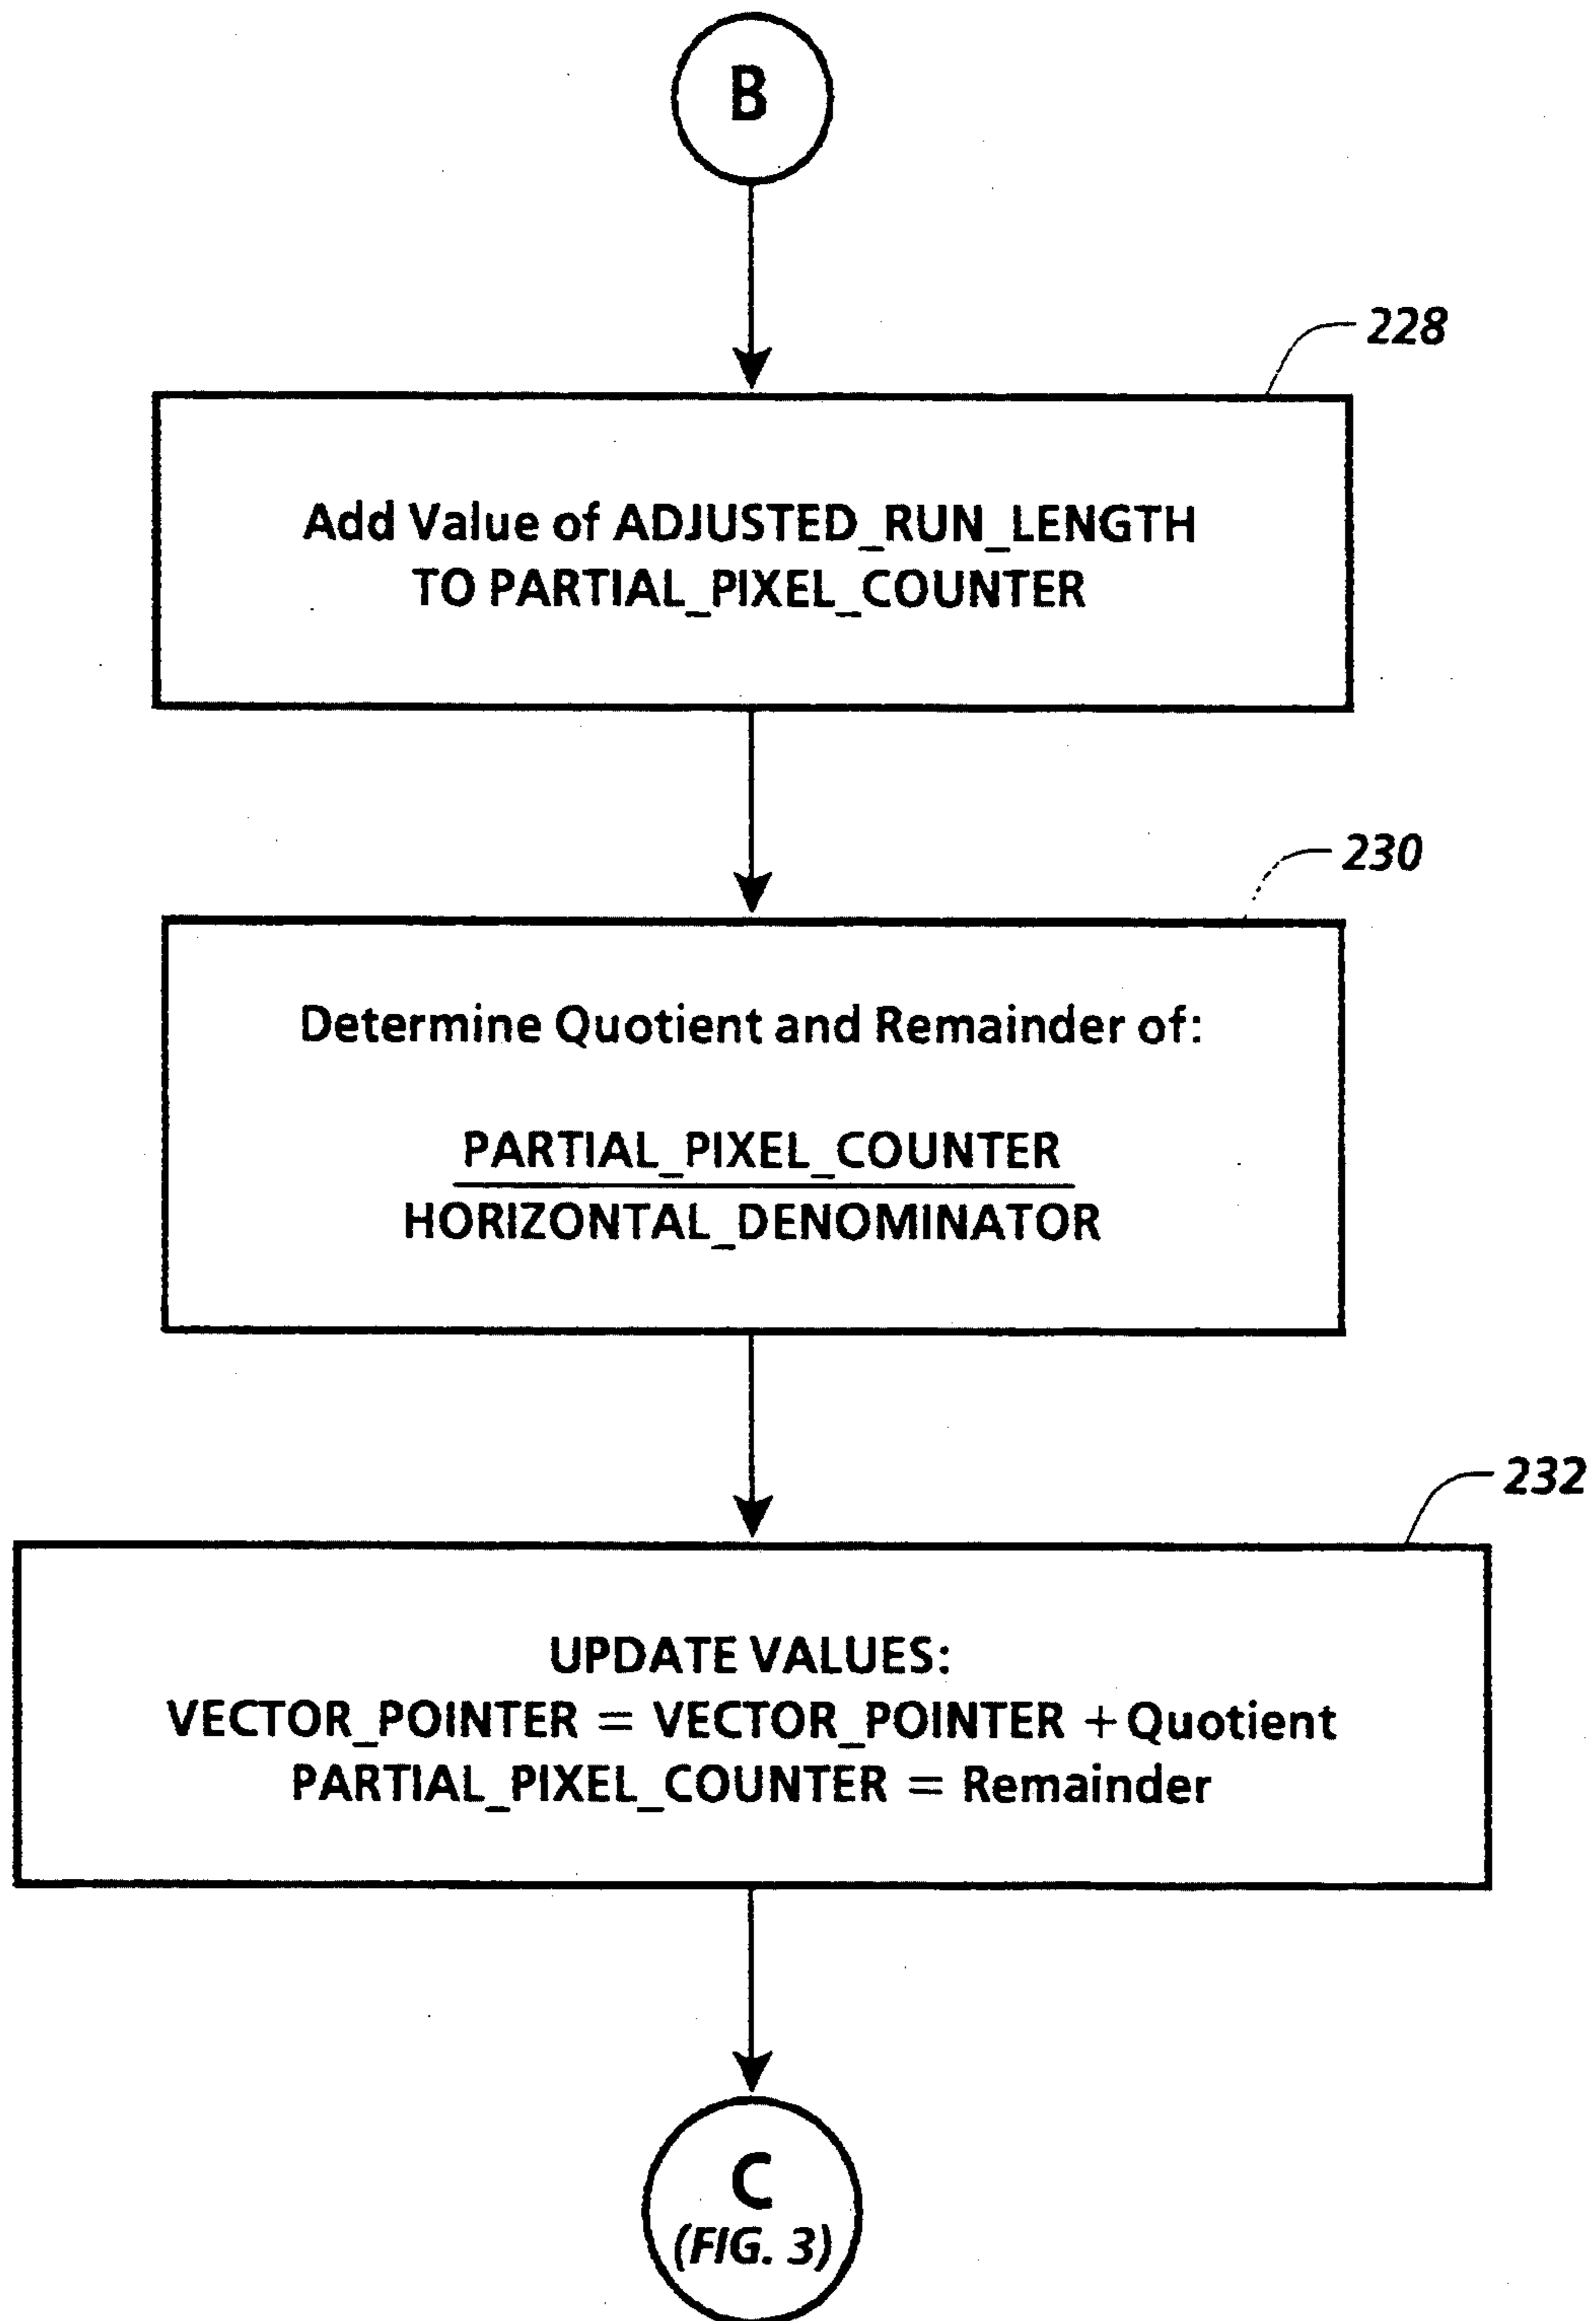 B
228
Add Value of ADJUSTED_RUN_LENGTH
TO PARTIAL_PIXEL_COUNTER
230
Determine Quotient and Remainder of:
PARTIAL_PIXEL_COUNTER
HORIZONTAL_DENOMINATOR
232
UPDATE VALUES:
VECTOR_POINTER = VECTOR_POINTER + Quotient
PARTIAL_PIXEL_COUNTER = Remainder
C
(FIG. 3)